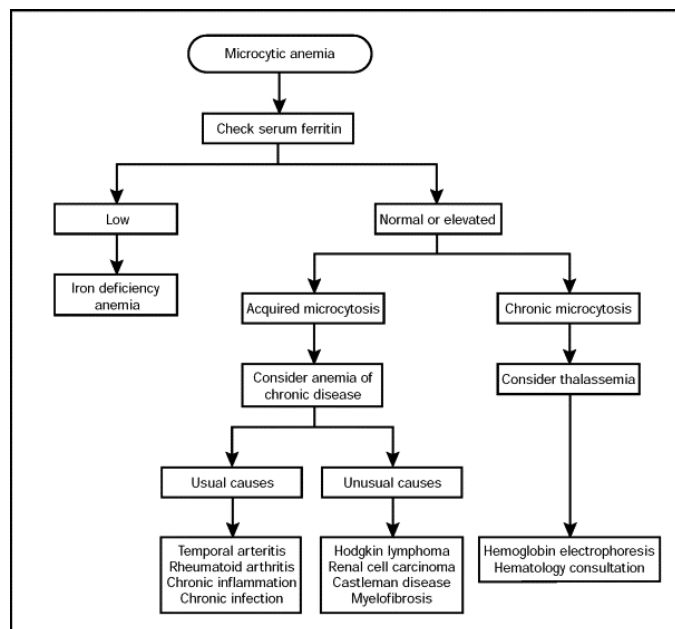 Microcytic anemia
Check serum ferritin
Low
Normal or elevated
Iron deficiency
anemia
Acquired microcytosis
Chronic microcytosis
Consider anemia of
chronic disease
Consider thalassemia
Usual causes
Unusual causes
Temporal arteritis
Rheumatoid arthritis
Chronic inflammation
Chronic infection
Hodgkin lymphoma
Renal cell carcinoma
Castleman disease
Myelofibrosis
Hemoglobin electrophoresis
Hematology consultation